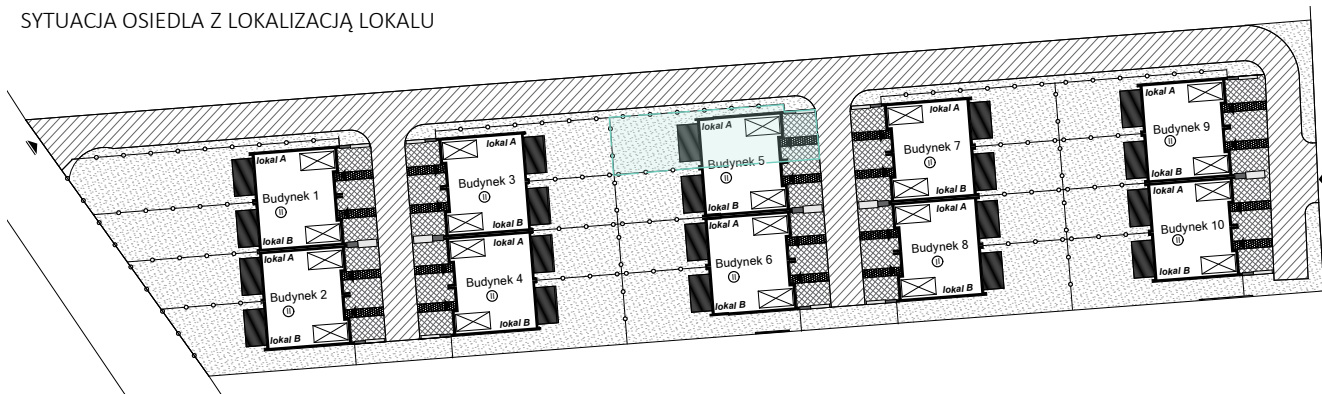 SYTUACJA OSIEDLA Z LOKALIZACJĄ LOKALU
lokal A
Budynek 1
II
lokal B
lokal A
Budynek 2
II
lokal B
lokal A
Budynek 3
II
lokal B
lokal A
Budynek 4
II
lokal B
lokal A
Budynek 5
II
lokal B
lokal A
Budynek 6
II
lokal B
lokal A
Budynek 7
II
lokal B
lokal A
Budynek 8
II
lokal B
lokal A
Budynek 9
II
lokal B
lokal A
Budynek 10
II
lokal B